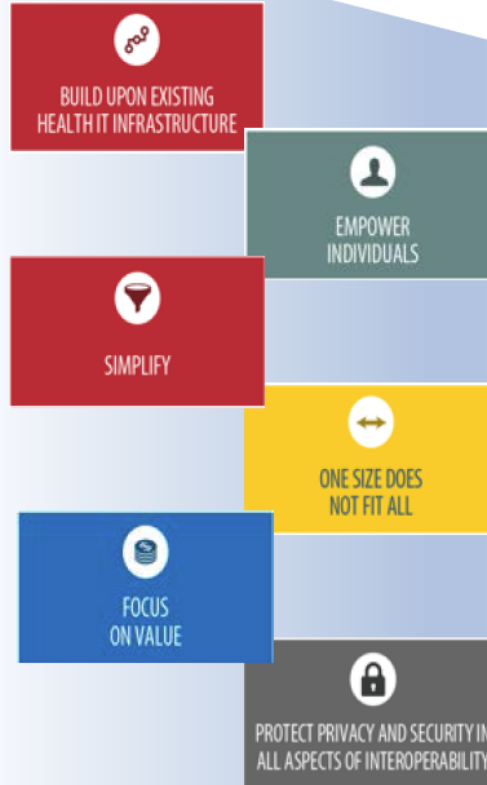 BUILD UPON EXISTING
HEALTH IT INFRASTRUCTURE
EMPOWER
INDIVIDUALS
SIMPLIFY
ONE SIZE DOES
NOT FIT ALL
FOCUS
ON VALUE
PROTECT PRIVACY AND SECURITY IN
ALL ASPECTS OF INTEROPERABILITY